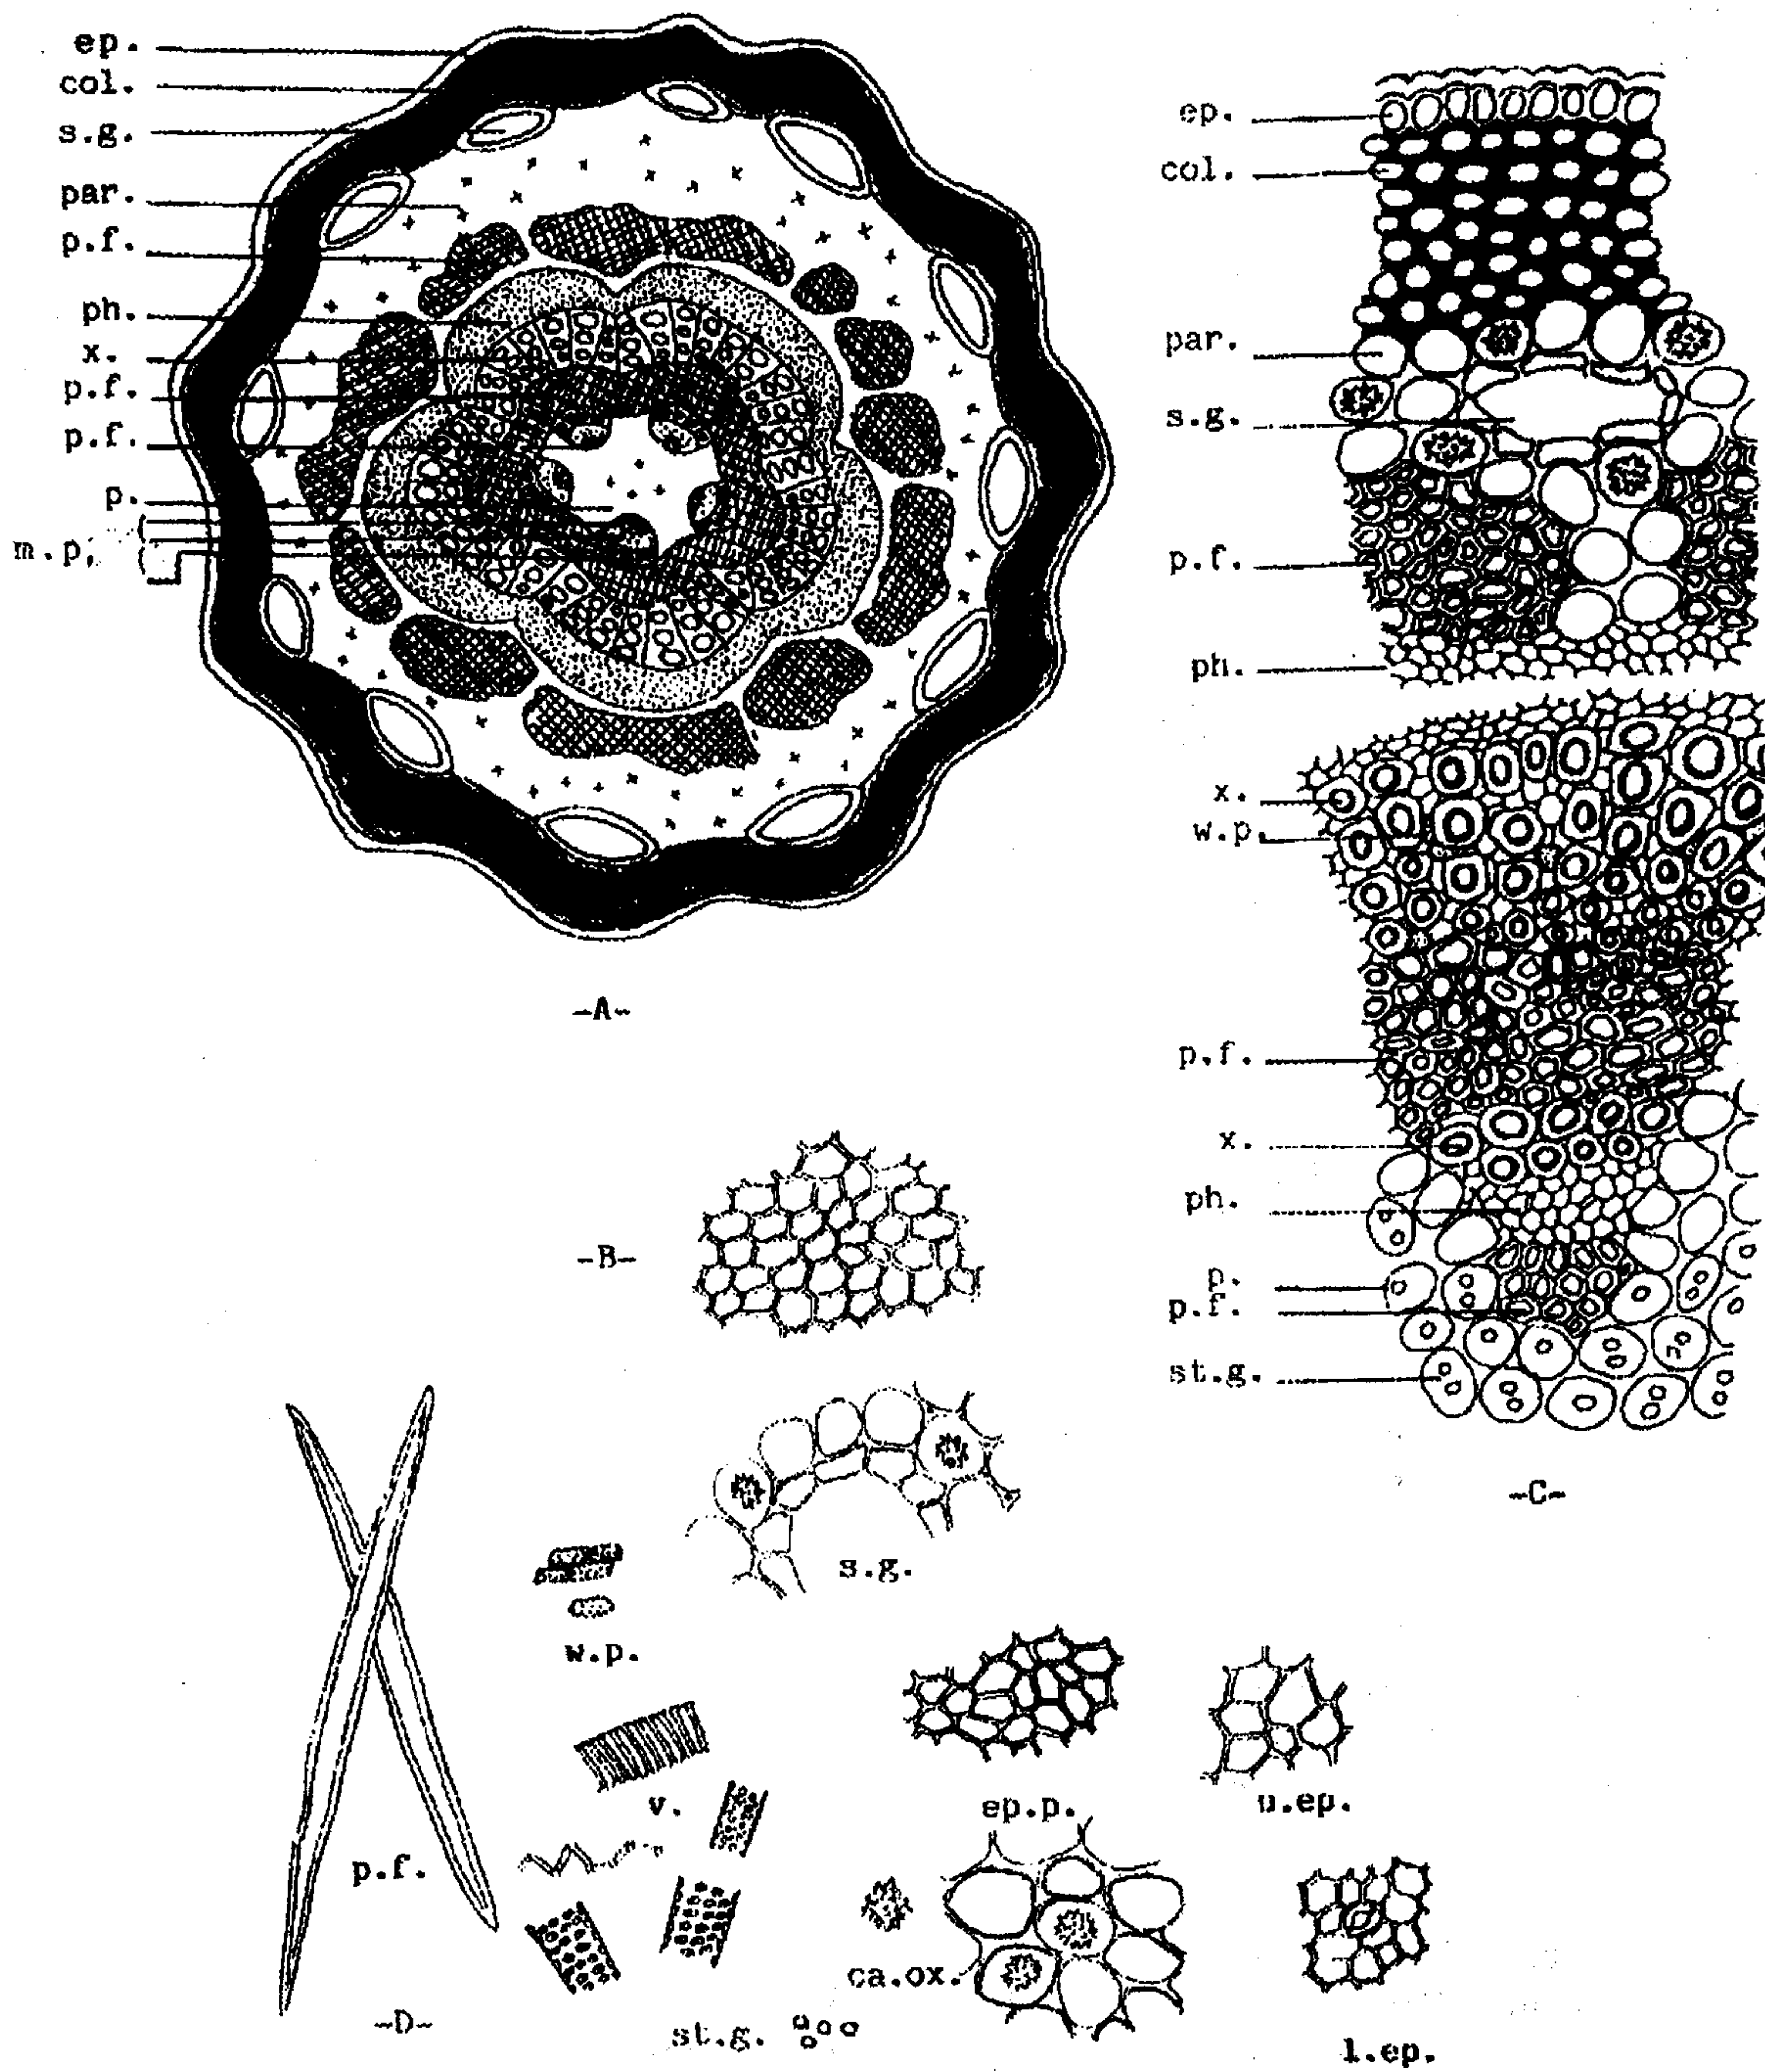 ep.
col.
s.g.
par.
p.f.
ph.
x.
p.f.
p.f.
p.
m.p.
-A-
ep.
col.
par.
s.g.
p.f.
ph.
x.
w.p.
p.f.
x.
ph.
p.
p.f.
st.g.
-C-
-B-
s.g.
w.p.
v.
ep.p.
u.ep.
p.f.
ca.ox.
-D-
st.g.
l.ep.